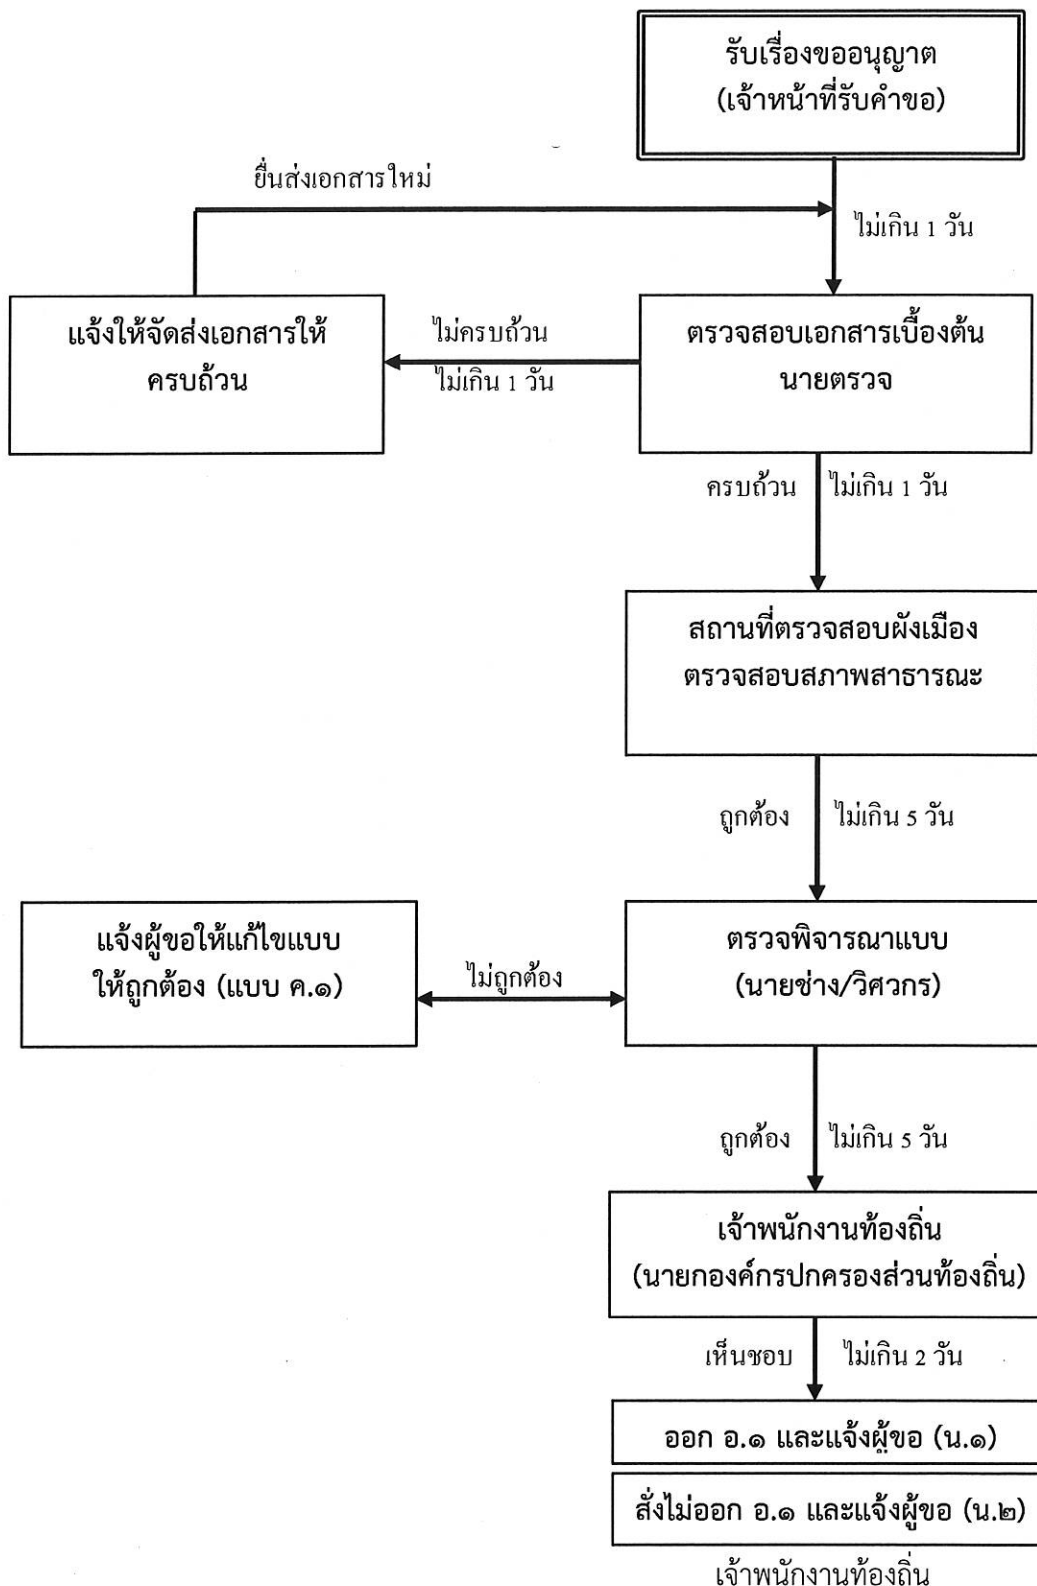 รับเรื่องขออนุญาต
(เจ้าหน้าที่รับคำขอ)
ยื่นส่งเอกสารใหม่
ไม่เกิน 1 วัน
แจ้งให้จัดส่งเอกสารให้
ครบถ้วน
ไม่ครบถ้วน
ไม่เกิน 1 วัน
ตรวจสอบเอกสารเบื้องต้น
นายตรวจ
ครบถ้วน ไม่เกิน 1 วัน
สถานที่ตรวจสอบผังเมือง
ตรวจสอบสภาพสาธารณะ
ถูกต้อง ไม่เกิน 5 วัน
แจ้งผู้ขอให้แก้ไขแบบ
ให้ถูกต้อง (แบบ ค.๑)
ไม่ถูกต้อง
ตรวจพิจารณาแบบ
(นายช่าง/วิศวกร)
ถูกต้อง ไม่เกิน 5 วัน
เจ้าพนักงานท้องถิ่น
(นายกองค์กรปกครองส่วนท้องถิ่น)
เห็นชอบ ไม่เกิน 2 วัน
ออก อ.๑ และแจ้งผู้ขอ (น.๑)
สั่งไม่ออก อ.๑ และแจ้งผู้ขอ (น.๒)
เจ้าพนักงานท้องถิ่น